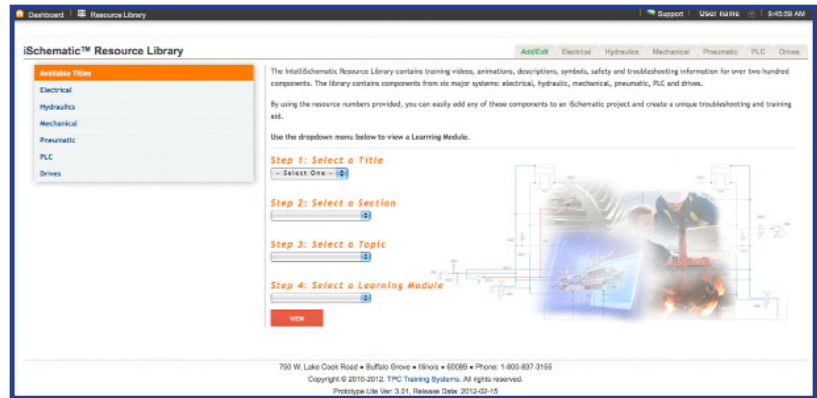 Dashboard Resource Library Support User name 9:45:59 AM
iSchematic™ Resource Library
Add/Edit Electrical Hydraulics Mechanical Pneumatic PLC Drives
Available Titles
Electrical
Hydraulics
Mechanical
Pneumatic
PLC
Drives
The IntelliSchematic Resource Library contains training videos, animations, descriptions, symbols, safety and troubleshooting information for over two hundred
components. The library contains components from six major systems: electrical, hydraulic, mechanical, pneumatic, PLC and drives.
By using the resource numbers provided, you can easily add any of these components to an iSchematic project and create a unique troubleshooting and training
aid.
Use the dropdown menu below to view a Learning Module.
Step 1: Select a Title
- Select One -
Step 2: Select a Section
Step 3: Select a Topic
Step 4: Select a Learning Module
VIEW
750 W. Lake Cook Road • Buffalo Grove • Illinois • 60089 • Phone: 1-800-837-3155
Copyright © 2010-2012. TPC Training Systems. All rights reserved.
Prototype Lite Ver: 3.01, Release Date: 2012-02-15